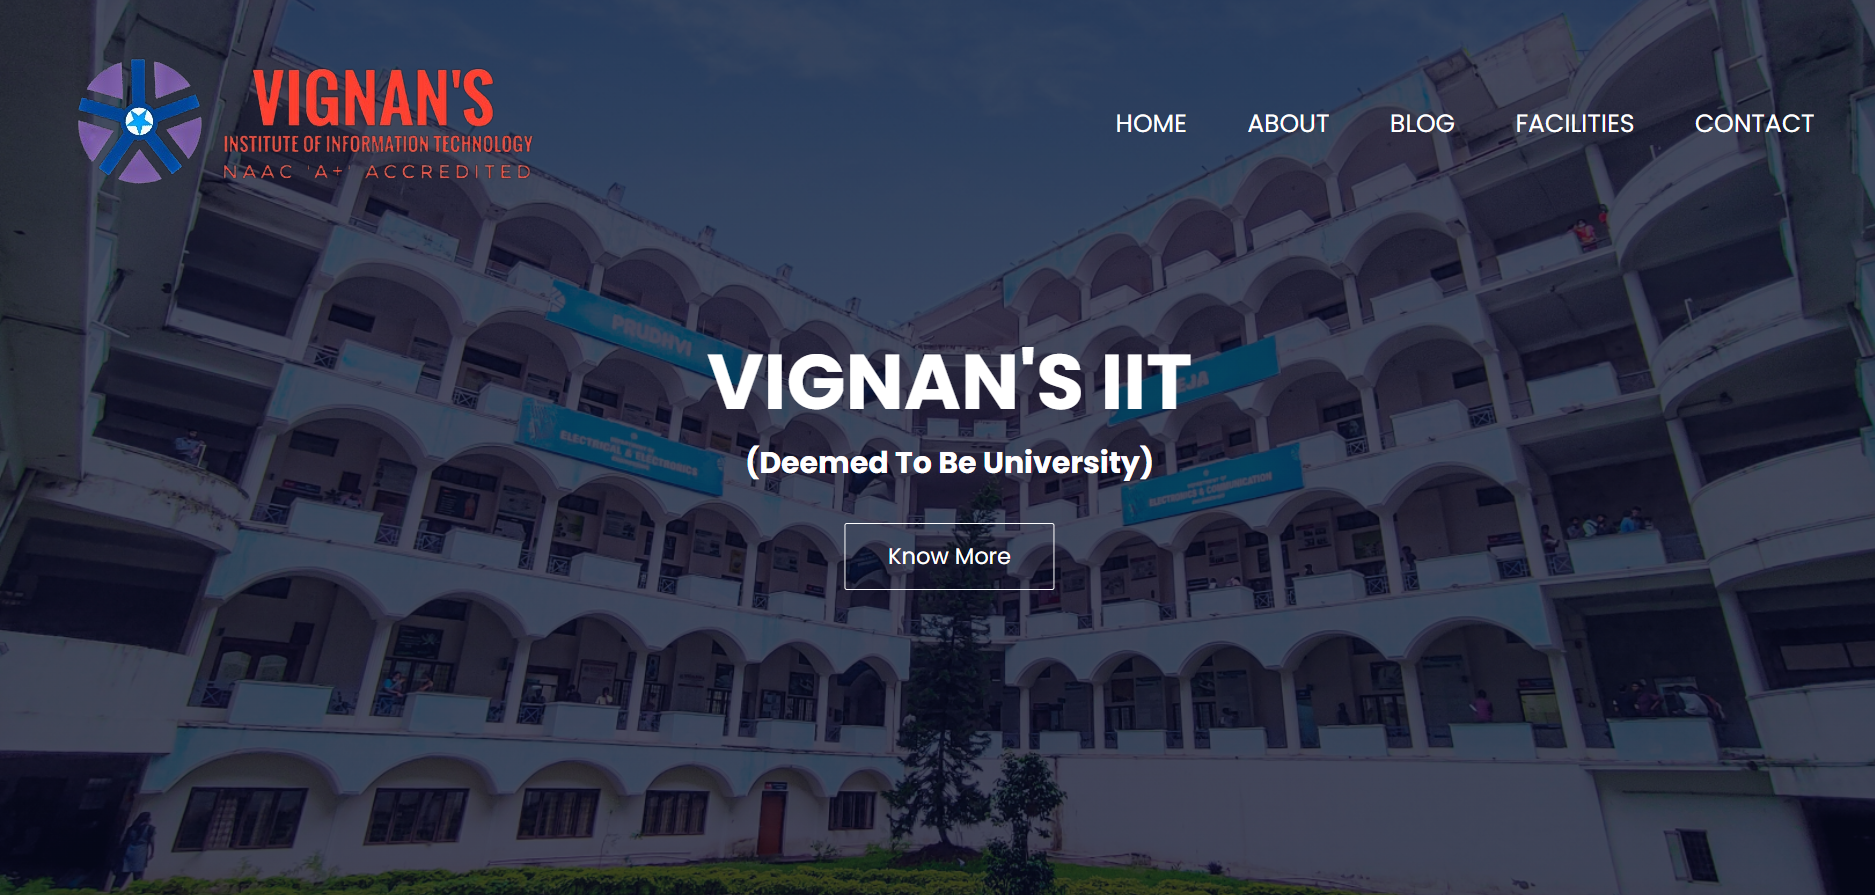 VIGNAN'S
INSTITUTE OF INFORMATION TECHNOLOGY
NAAC 'A+' ACCREDITED
HOME ABOUT BLOG FACILITIES CONTACT
PRUDHVI
VIGNAN'S IIT
(Deemed To Be University)
ELECTRICAL & ELECTRONICS
ELECTRONICS & COMMUNICATION
Know More